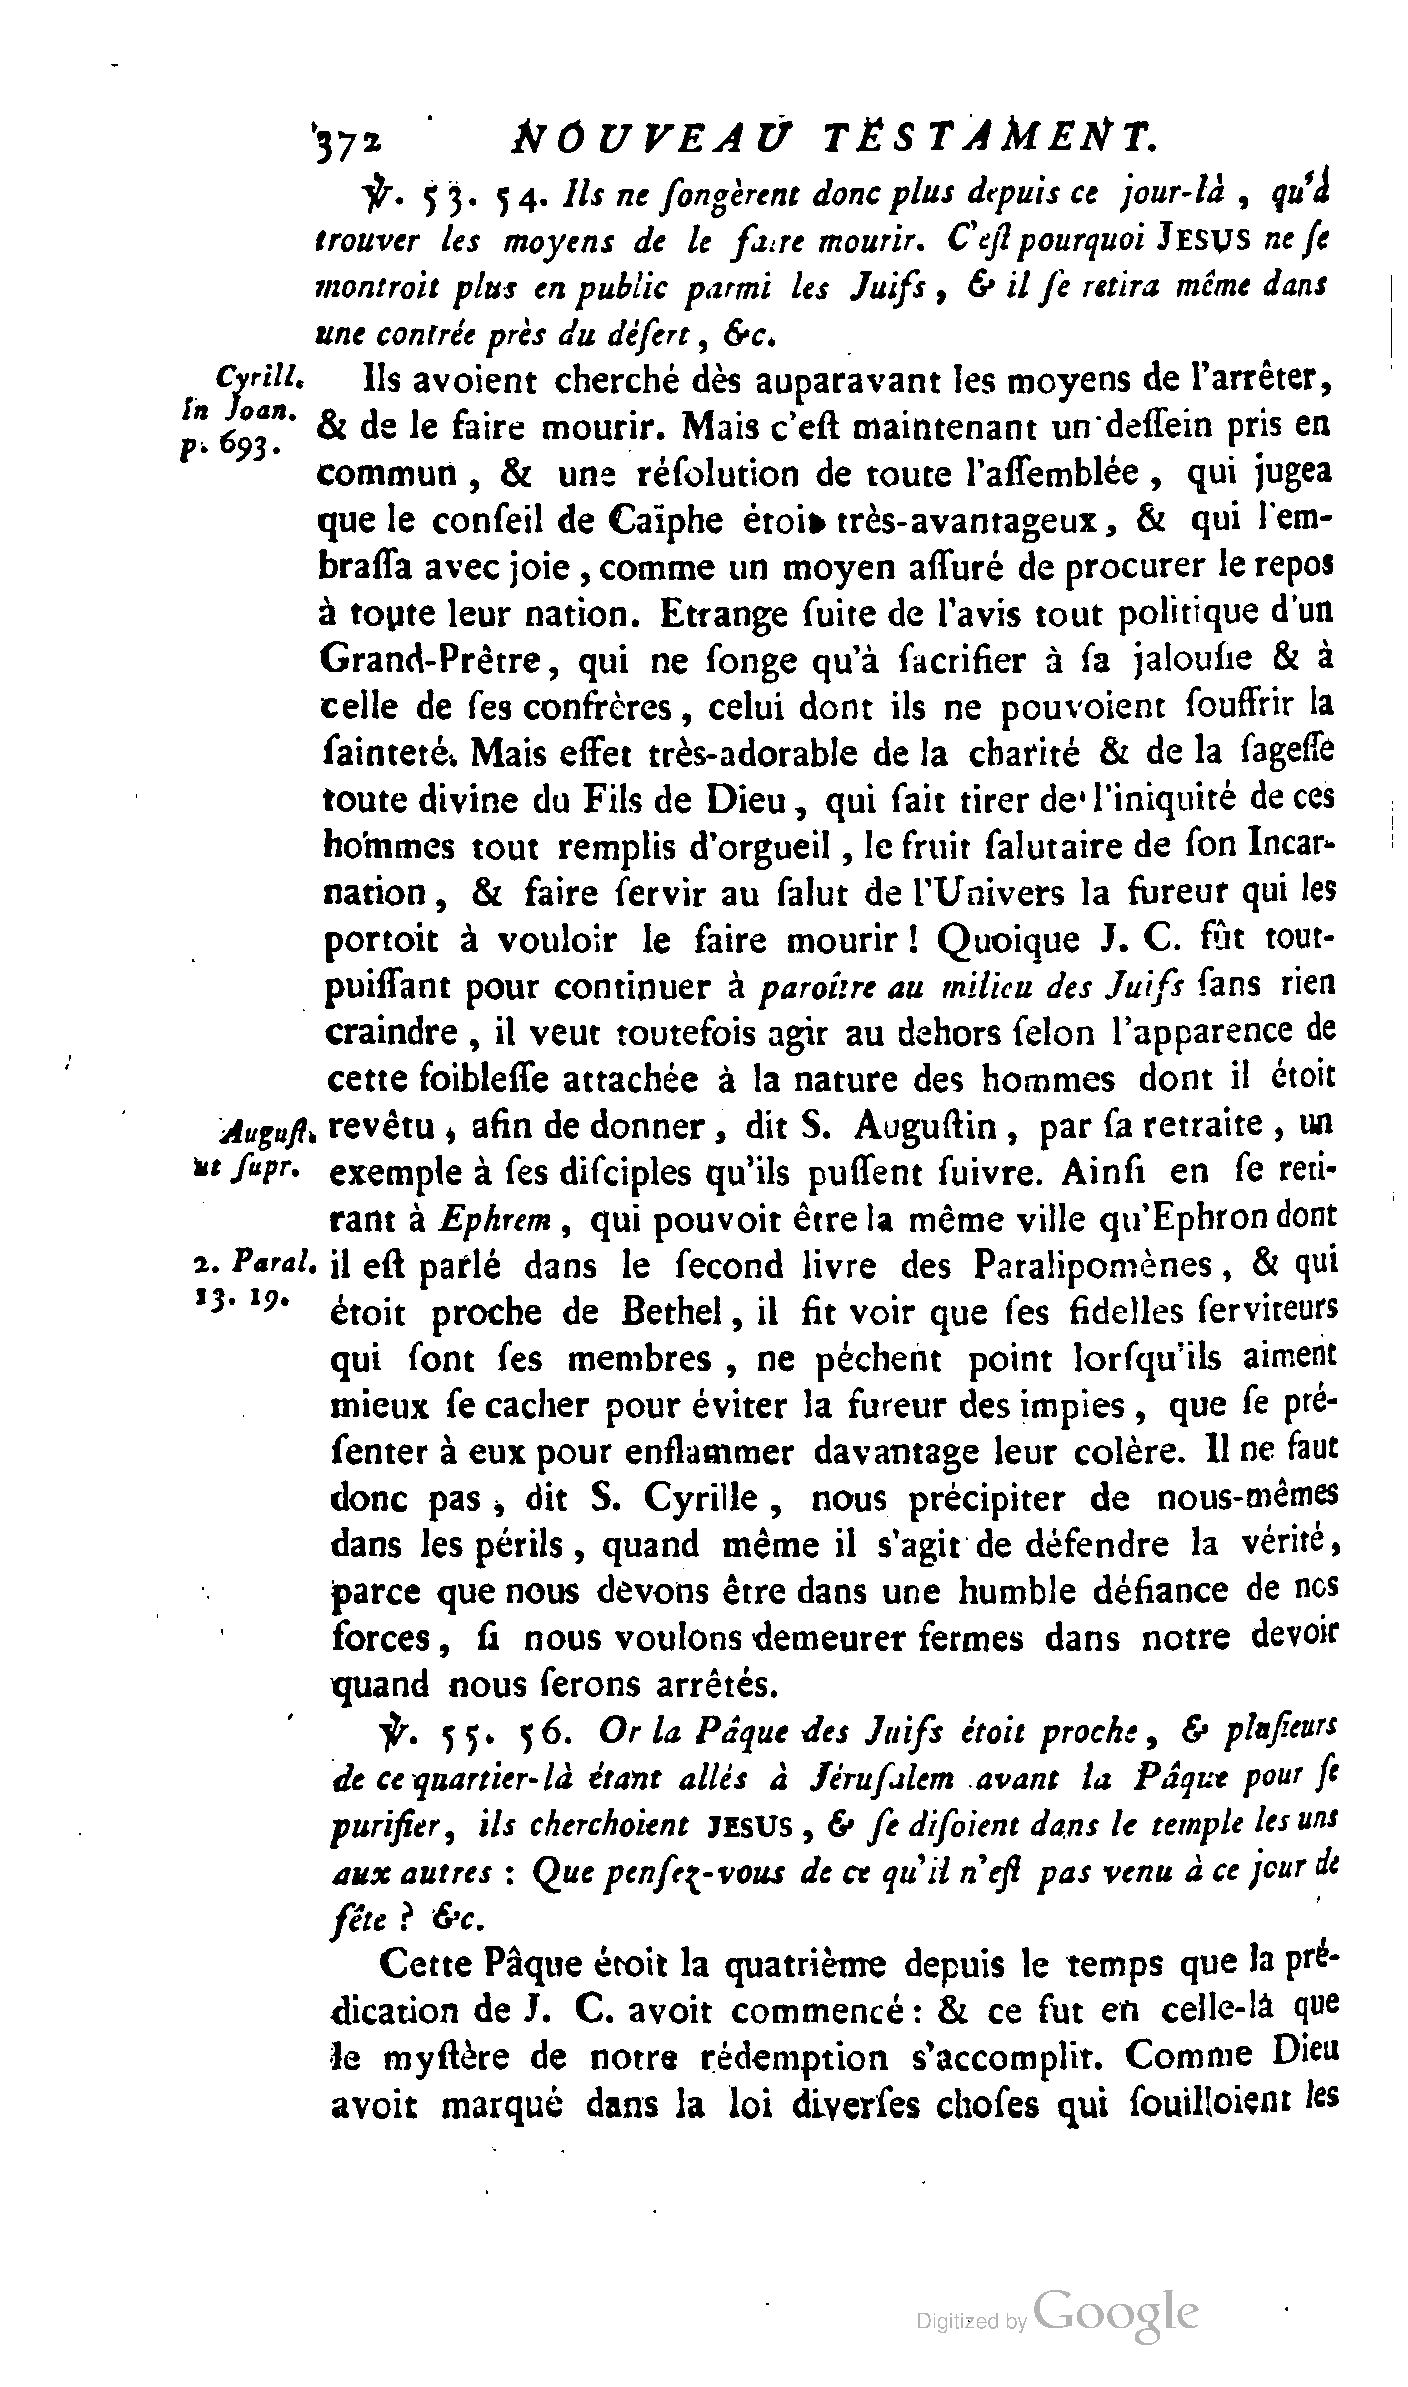 372 NOUVEAU TESTAMENT.
℣. 53. 54. Ils ne ſongèrent donc plus depuis ce jour-là, qu'à
trouver les moyens de le faire mourir. C'eſt pourquoi JESUS ne ſe
montroit plus en public parmi les Juifs, & il ſe retira même dans
une contrée près du déſert, &c.
Cyrill. In Joan. p. 693.
Ils avoient cherché dès auparavant les moyens de l'arrêter,
& de le faire mourir. Mais c'eſt maintenant un deſſein pris en
commun, & une réſolution de toute l'aſſemblée, qui jugea
que le conſeil de Caïphe étoit très-avantageux, & qui l'em-
braſſa avec joie, comme un moyen aſſuré de procurer le repos
à toute leur nation. Etrange ſuite de l'avis tout politique d'un
Grand-Prêtre, qui ne ſonge qu'à ſacrifier à ſa jalouſie & à
celle de ſes confrères, celui dont ils ne pouvoient ſouffrir la
ſainteté. Mais effet très-adorable de la charité & de la ſageſſe
toute divine du Fils de Dieu, qui ſait tirer de l'iniquité de ces
hommes tout remplis d'orgueil, le fruit ſalutaire de ſon Incar-
nation, & faire ſervir au ſalut de l'Univers la fureur qui les
portoit à vouloir le faire mourir! Quoique J. C. fût tout-
puiſſant pour continuer à paroître au milieu des Juifs ſans rien
craindre, il veut toutefois agir au dehors ſelon l'apparence de
cette foibleſſe attachée à la nature des hommes dont il étoit
Auguſt. ut ſupr.
revêtu, afin de donner, dit S. Auguſtin, par ſa retraite, un
exemple à ſes diſciples qu'ils puſſent ſuivre. Ainſi en ſe reti-
rant à Ephrem, qui pouvoit être la même ville qu'Ephron dont
2. Paral. 13. 19.
il eſt parlé dans le ſecond livre des Paralipomènes, & qui
étoit proche de Bethel, il fit voir que ſes fidelles ſerviteurs
qui ſont ſes membres, ne péchent point lorſqu'ils aiment
mieux ſe cacher pour éviter la fureur des impies, que ſe pré-
ſenter à eux pour enflammer davantage leur colère. Il ne faut
donc pas, dit S. Cyrille, nous précipiter de nous-mêmes
dans les périls, quand même il s'agit de défendre la vérité,
parce que nous devons être dans une humble défiance de nos
forces, ſi nous voulons demeurer fermes dans notre devoir
quand nous ſerons arrêtés.
℣. 55. 56. Or la Pâque des Juifs étoit proche, & pluſieurs
de ce quartier-là étant allés à Jéruſalem avant la Pâque pour ſe
purifier, ils cherchoient JESUS, & ſe diſoient dans le temple les uns
aux autres : Que penſez-vous de ce qu'il n'eſt pas venu à ce jour de
fête ? &c.
Cette Pâque étoit la quatrième depuis le temps que la pré-
dication de J. C. avoit commencé: & ce fut en celle-là que
le myſtère de notre rédemption s'accomplit. Comme Dieu
avoit marqué dans la loi diverſes choſes qui ſouilloient les
Digitized by Google